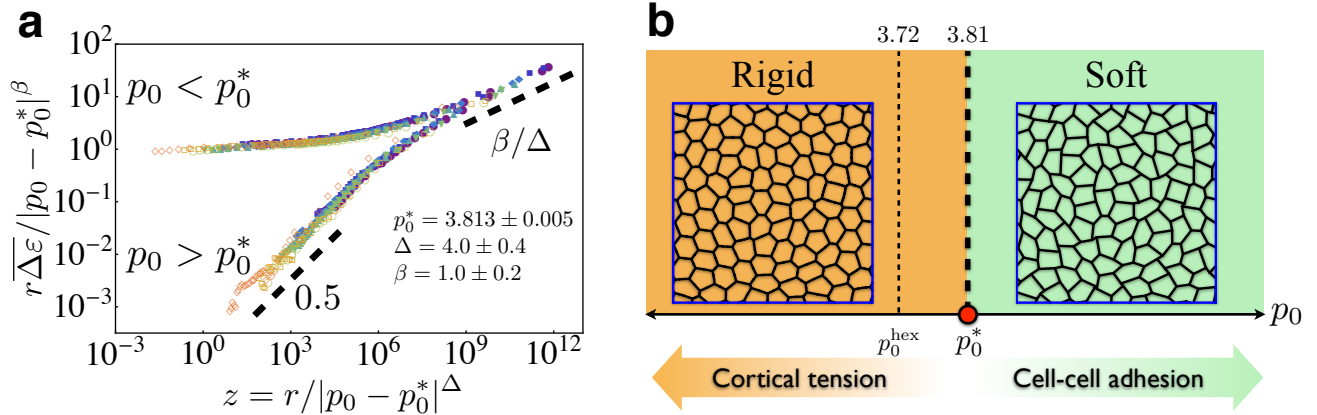 a
10^2
10^1
10^0
10^-1
10^-2
10^-3
r\overline{Δε}/|p_0 − p_0^*|^β
p_0 < p_0^*
p_0 > p_0^*
β/Δ
p_0^* = 3.813 ± 0.005
Δ = 4.0 ± 0.4
β = 1.0 ± 0.2
0.5
10^-3 10^0 10^3 10^6 10^9 10^12
z = r/|p_0 − p_0^*|^Δ
b
3.72 3.81
Rigid Soft
p_0^hex p_0^* p_0
Cortical tension Cell-cell adhesion